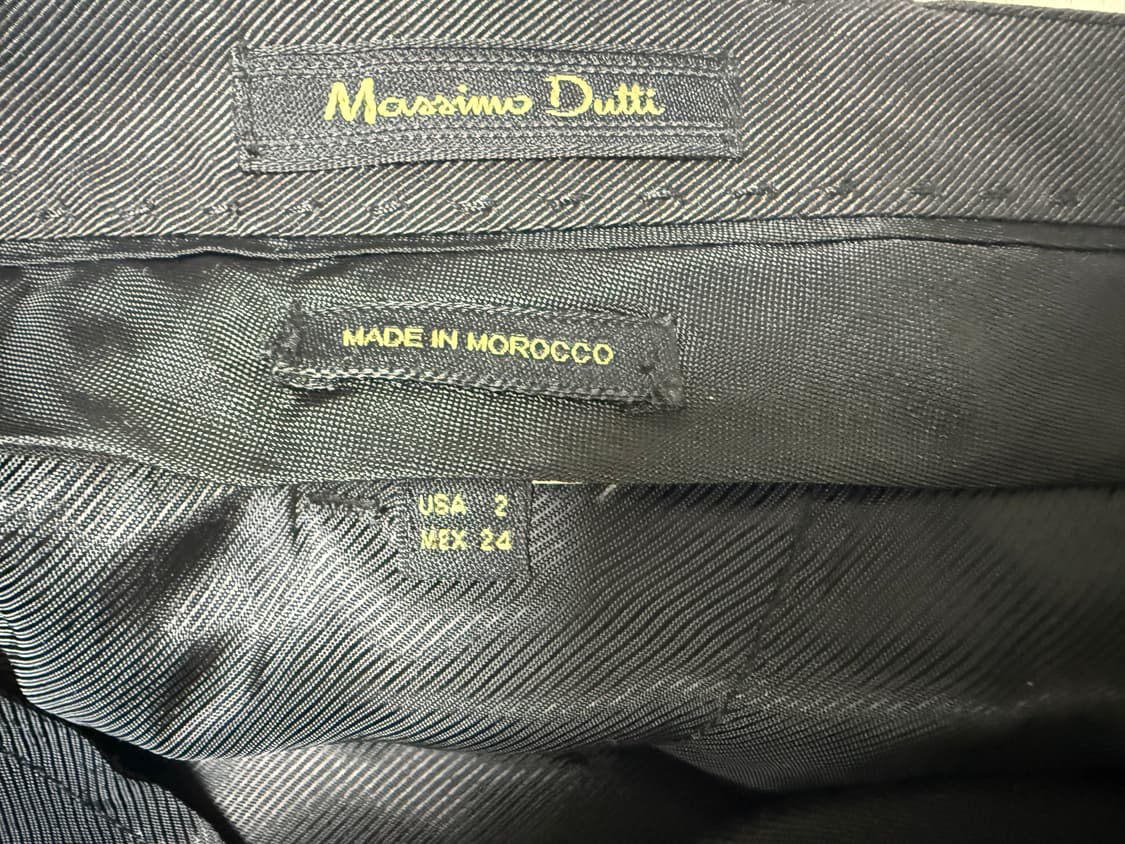 Massimo Dutti
MADE IN MOROCCO
USA 2
MEX 24